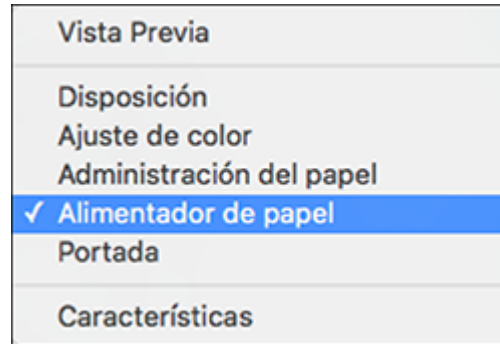 Vista Previa
Disposición
Ajuste de color
Administración del papel
✓ Alimentador de papel
Portada
Características